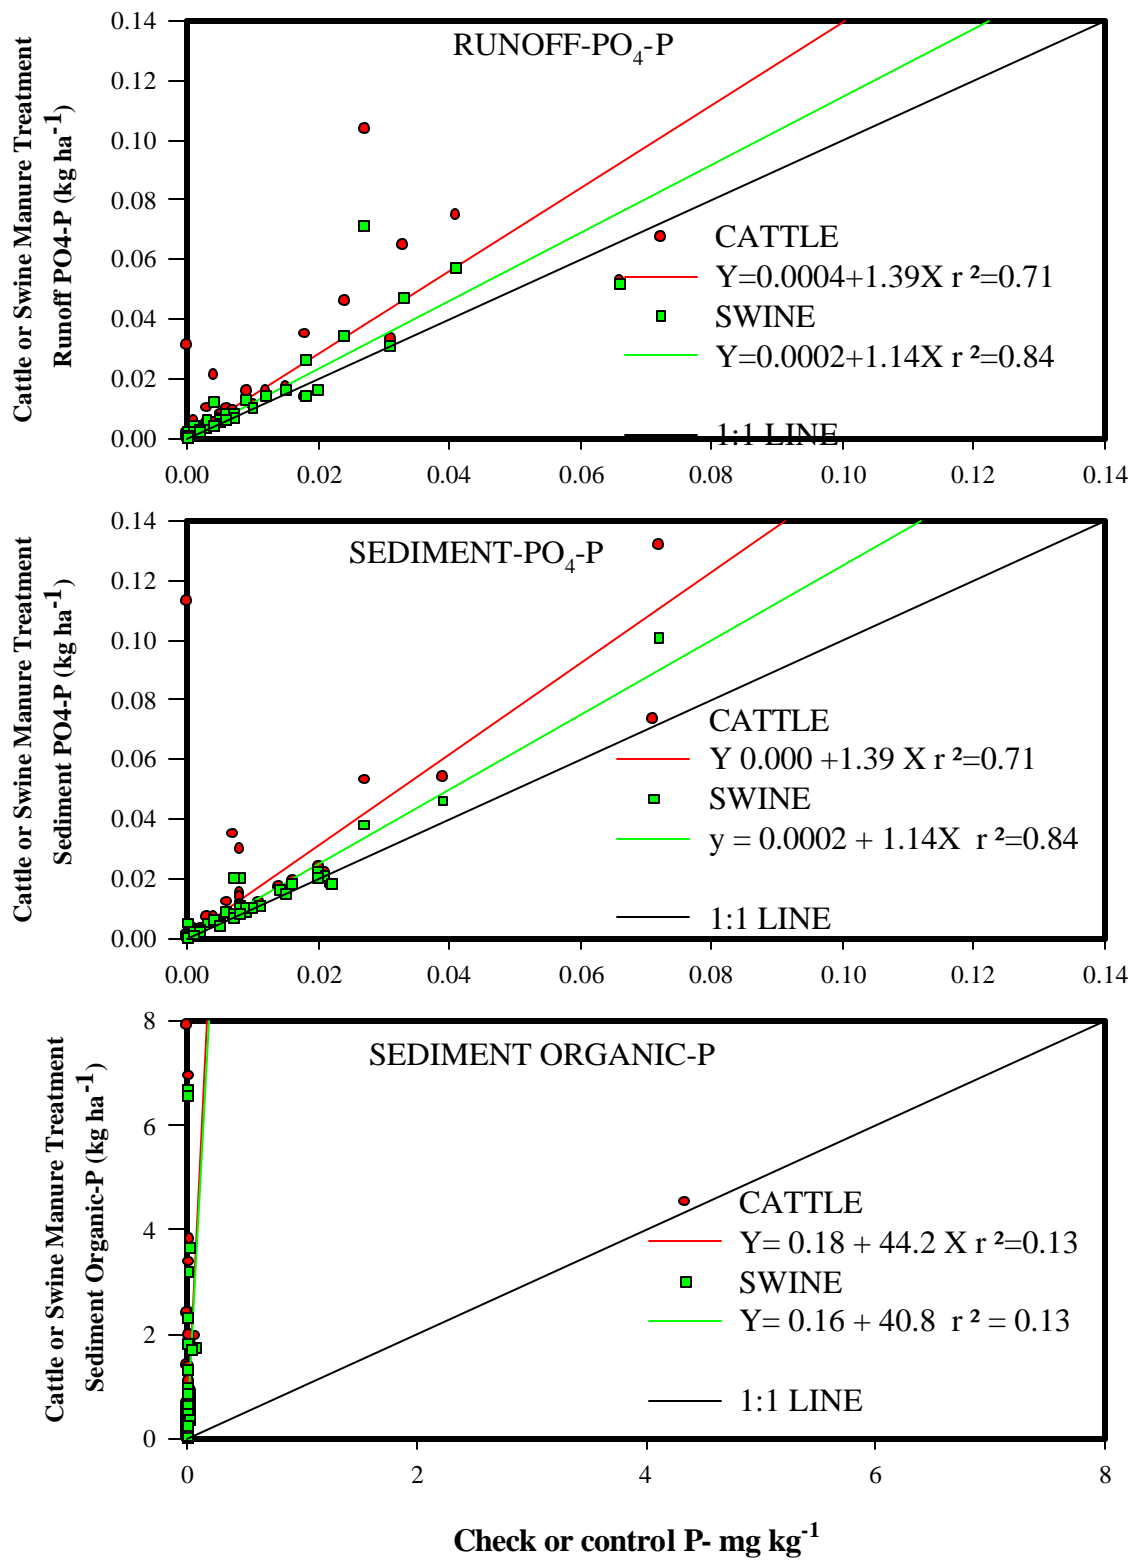 Cattle or Swine Manure Treatment
Runoff PO4-P (kg ha⁻¹)
RUNOFF-PO₄-P
0.14
0.12
0.10
0.08
0.06
0.04
0.02
0.00
CATTLE
Y=0.0004+1.39X r ²=0.71
SWINE
Y=0.0002+1.14X r ²=0.84
1:1 LINE
0.00 0.02 0.04 0.06 0.08 0.10 0.12 0.14
Cattle or Swine Manure Treatment
Sediment PO4-P (kg ha⁻¹)
SEDIMENT-PO₄-P
0.14
0.12
0.10
0.08
0.06
0.04
0.02
0.00
CATTLE
Y 0.000 +1.39 X r ²=0.71
SWINE
y = 0.0002 + 1.14X r ²=0.84
1:1 LINE
0.00 0.02 0.04 0.06 0.08 0.10 0.12 0.14
Cattle or Swine Manure Treatment
Sediment Organic-P (kg ha⁻¹)
SEDIMENT ORGANIC-P
8
6
4
2
0
CATTLE
Y= 0.18 + 44.2 X r ²=0.13
SWINE
Y= 0.16 + 40.8 r ² = 0.13
1:1 LINE
0 2 4 6 8
Check or control P- mg kg⁻¹